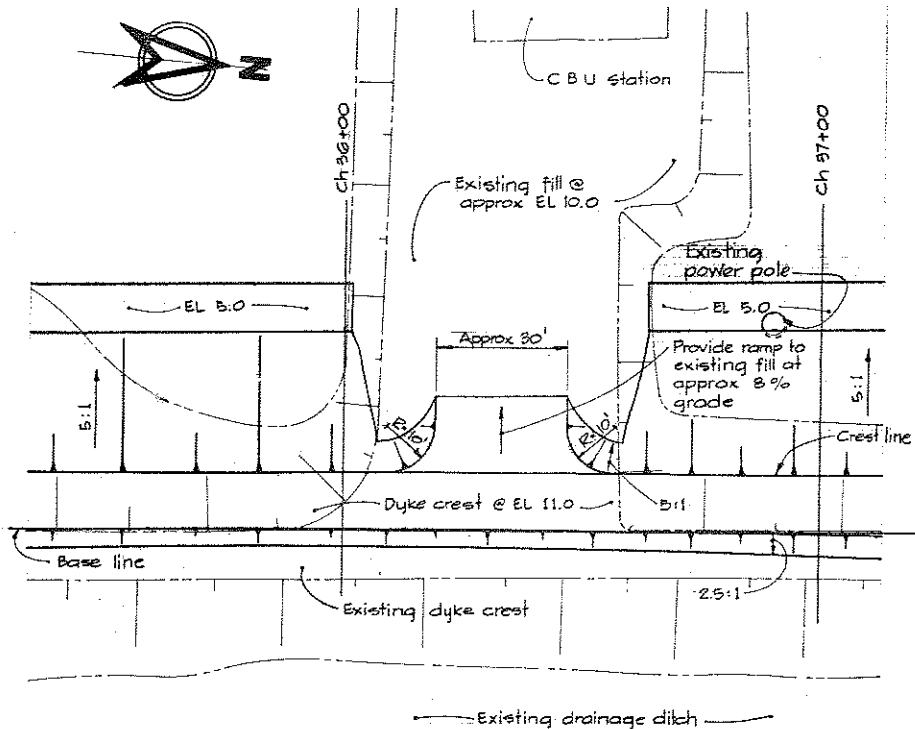 N
C B U station
Ch 36+00
Ch 37+00
Existing fill @
approx EL 10.0
Existing
power pole
EL 5.0
EL 5.0
Approx 30'
Provide ramp to
existing fill at
approx 8%
grade
5:1
5:1
R=10'
R=10'
Crest line
Dyke crest @ EL 11.0
5:1
Base line
2.5:1
Existing dyke crest
Existing drainage ditch